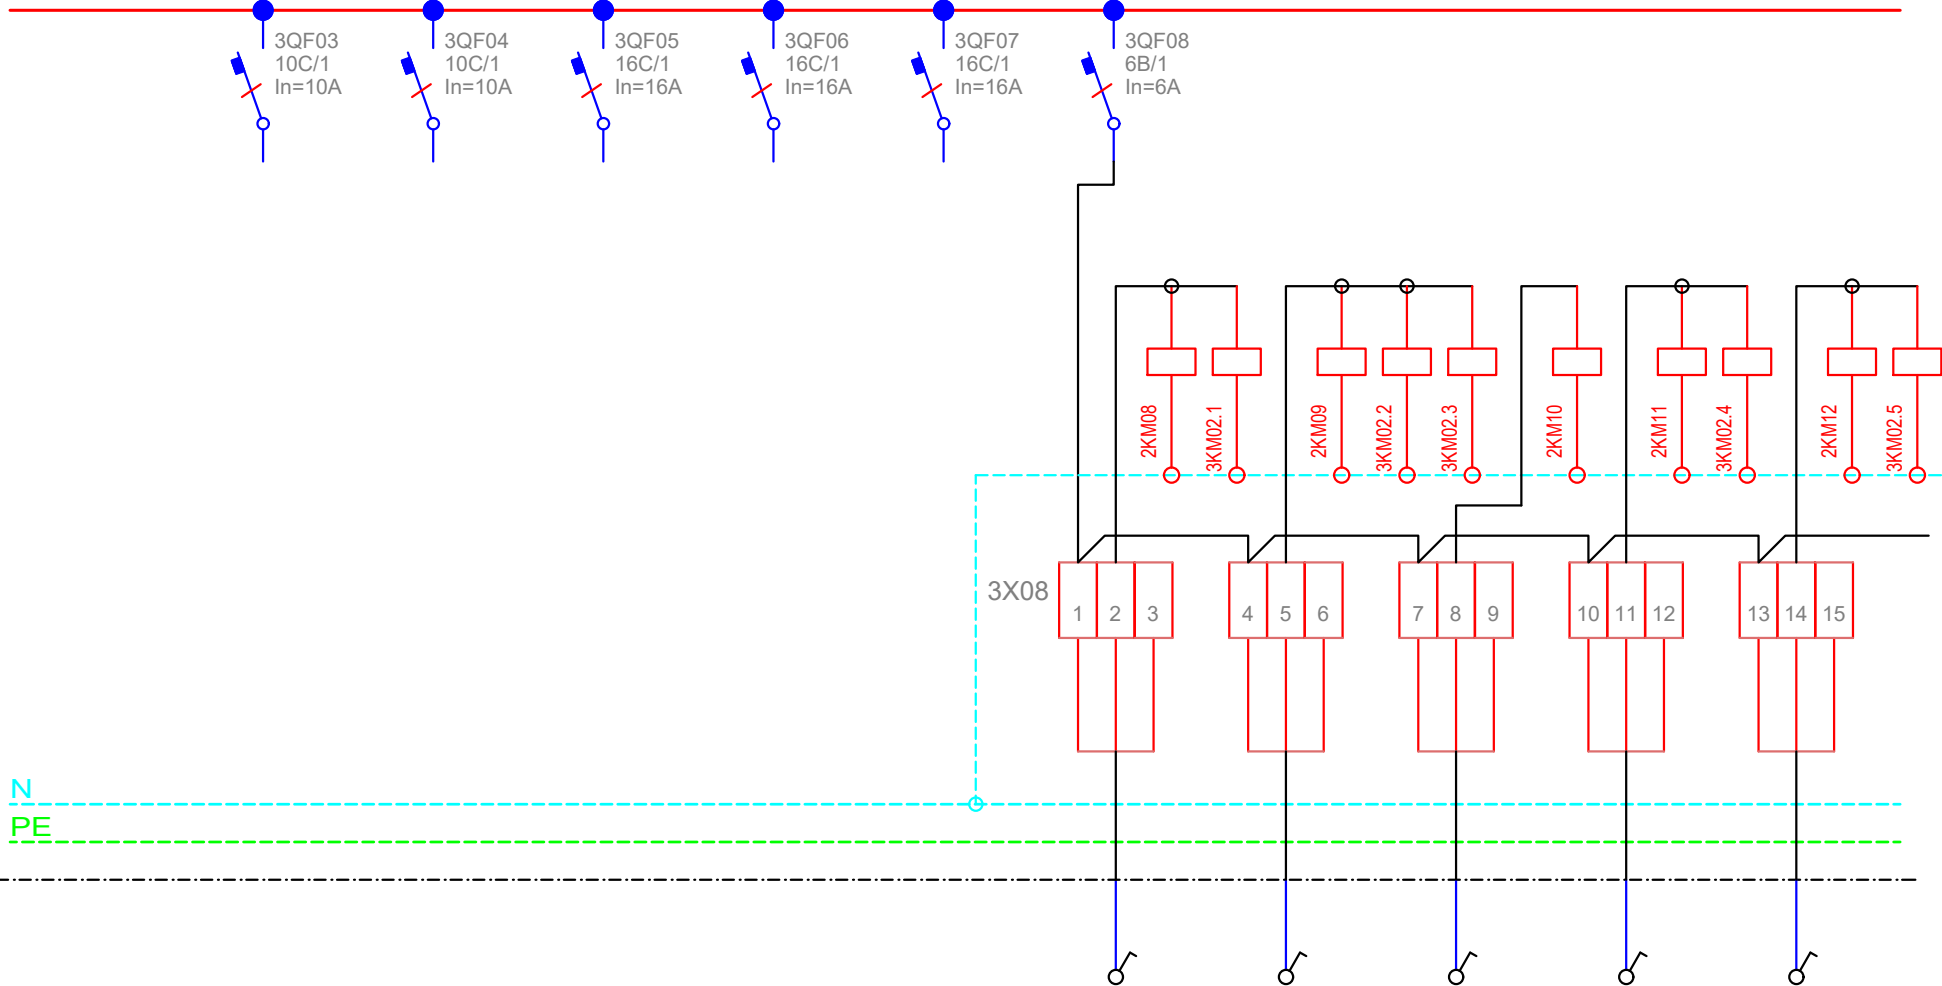 3QF03
10C/1
In=10A
3QF04
10C/1
In=10A
3QF05
16C/1
In=16A
3QF06
16C/1
In=16A
3QF07
16C/1
In=16A
3QF08
6B/1
In=6A
2KM08
3KM02.1
2KM09
3KM02.2
3KM02.3
2KM10
2KM11
3KM02.4
2KM12
3KM02.5
3X08
1 2 3 4 5 6 7 8 9 10 11 12 13 14 15
N
PE